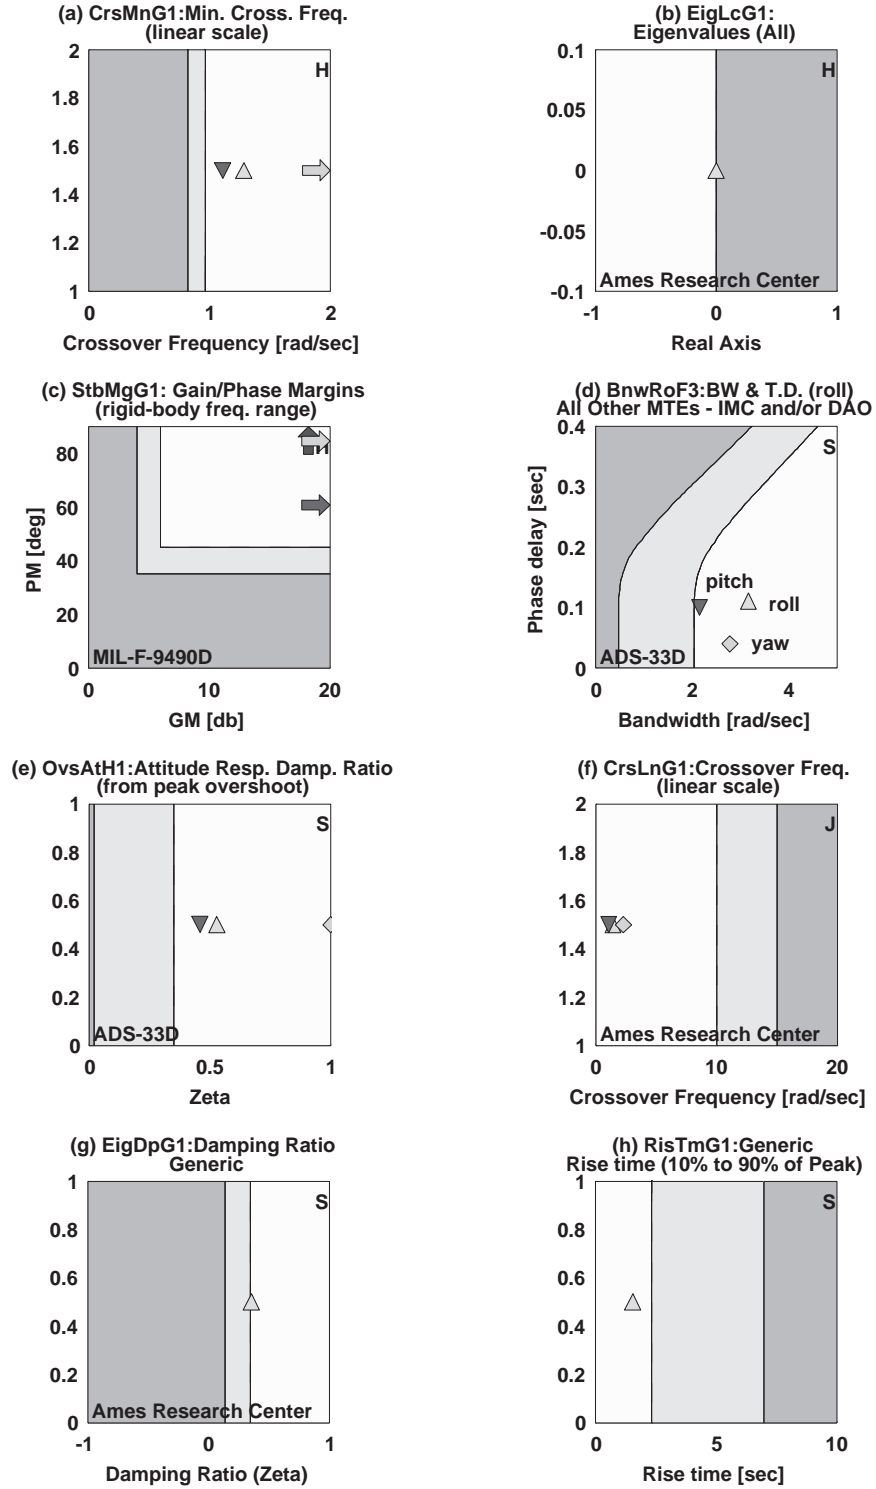 (a) CrsMnG1:Min. Cross. Freq.
(linear scale)
2
1.8
1.6
1.4
1.2
1
H
0
1
2
Crossover Frequency [rad/sec]
(b) EigLcG1:
Eigenvalues (All)
0.1
0.05
0
-0.05
-0.1
H
Ames Research Center
-1
0
1
Real Axis
(c) StbMgG1: Gain/Phase Margins
(rigid-body freq. range)
80
60
40
20
0
PM [deg]
H
MIL-F-9490D
0
10
20
GM [db]
(d) BnwRoF3:BW & T.D. (roll)
All Other MTEs - IMC and/or DAO
0.4
0.3
0.2
0.1
0
Phase delay [sec]
S
pitch
roll
yaw
ADS-33D
0
2
4
Bandwidth [rad/sec]
(e) OvsAtH1:Attitude Resp. Damp. Ratio
(from peak overshoot)
1
0.8
0.6
0.4
0.2
0
S
ADS-33D
0
0.5
1
Zeta
(f) CrsLnG1:Crossover Freq.
(linear scale)
2
1.8
1.6
1.4
1.2
1
J
Ames Research Center
0
10
20
Crossover Frequency [rad/sec]
(g) EigDpG1:Damping Ratio
Generic
1
0.8
0.6
0.4
0.2
0
S
Ames Research Center
-1
0
1
Damping Ratio (Zeta)
(h) RisTmG1:Generic
Rise time (10% to 90% of Peak)
1
0.8
0.6
0.4
0.2
0
S
0
5
10
Rise time [sec]